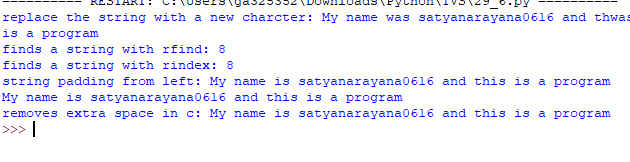 ========== RESTART: C:\Users\ga325352\Downloads\Python\IVS\29_6.py ==========
replace the string with a new charcter: My name was satyanarayana0616 and thwas
is a program
finds a string with rfind: 8
finds a string with rindex: 8
string padding from left: My name is satyanarayana0616 and this is a program
My name is satyanarayana0616 and this is a program
removes extra space in c: My name is satyanarayana0616 and this is a program
>>>